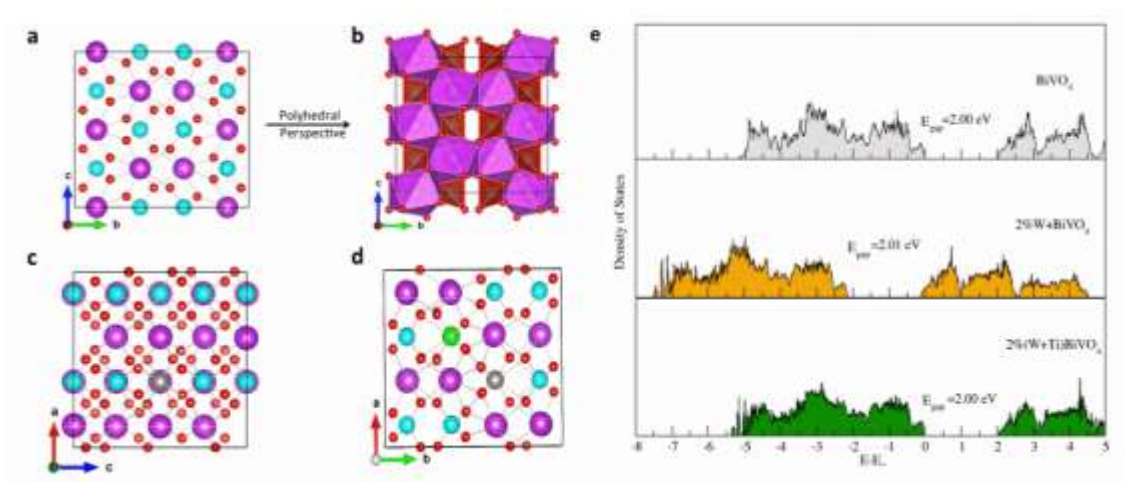 a
b
c
b
Polyhedral
Perspective
c
b
c
a
c
d
a
b
e
Density of States
BiVO4
Egap=2.00 eV
2%W+BiVO4
Egap=2.01 eV
2%(W+Ti)BiVO4
Egap=2.00 eV
-8 -7 -6 -5 -4 -3 -2 -1 0 1 2 3 4 5